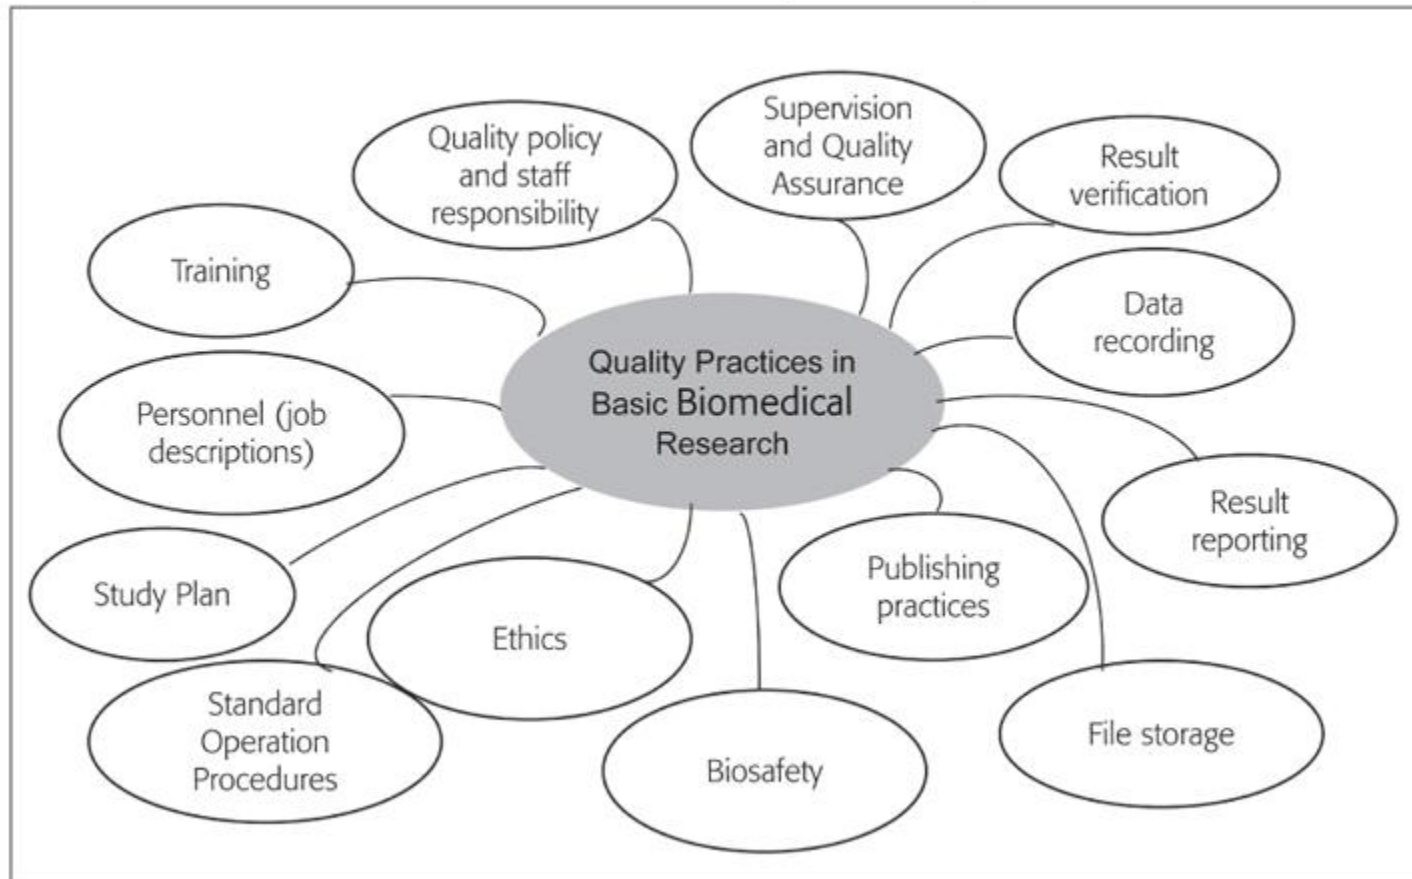 Quality policy
and staff
responsibility
Supervision
and Quality
Assurance
Result
verification
Training
Data
recording
Quality Practices in
Basic Biomedical
Research
Personnel (job
descriptions)
Result
reporting
Study Plan
Ethics
Publishing
practices
Standard
Operation
Procedures
Biosafety
File storage